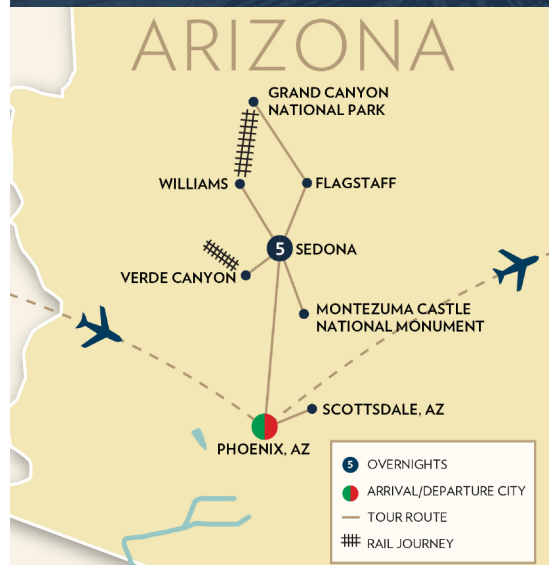 ARIZONA
GRAND CANYON
NATIONAL PARK
WILLIAMS
FLAGSTAFF
5
SEDONA
VERDE CANYON
MONTEZUMA CASTLE
NATIONAL MONUMENT
SCOTTSDALE, AZ
PHOENIX, AZ
5 OVERNIGHTS
ARRIVAL/DEPARTURE CITY
TOUR ROUTE
RAIL JOURNEY